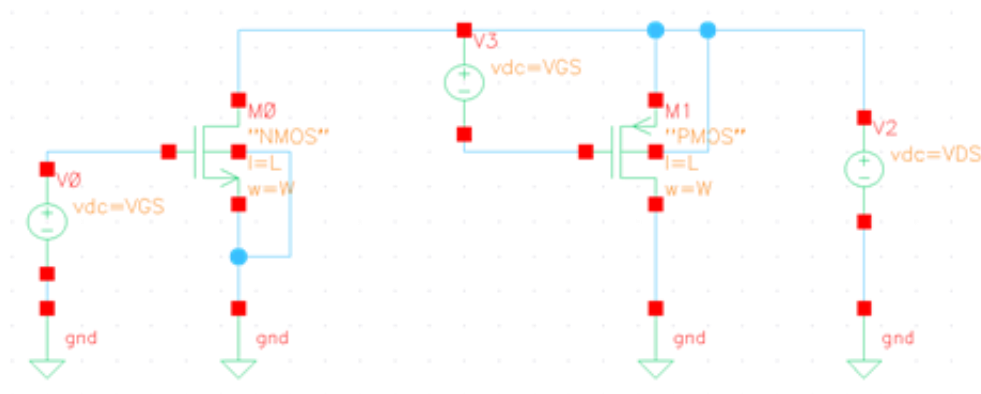 V3
vdc=VGS
M0
"NMOS"
l=L
w=W
V0
vdc=VGS
M1
"PMOS"
l=L
w=W
V2
vdc=VDS
gnd
gnd
gnd
gnd